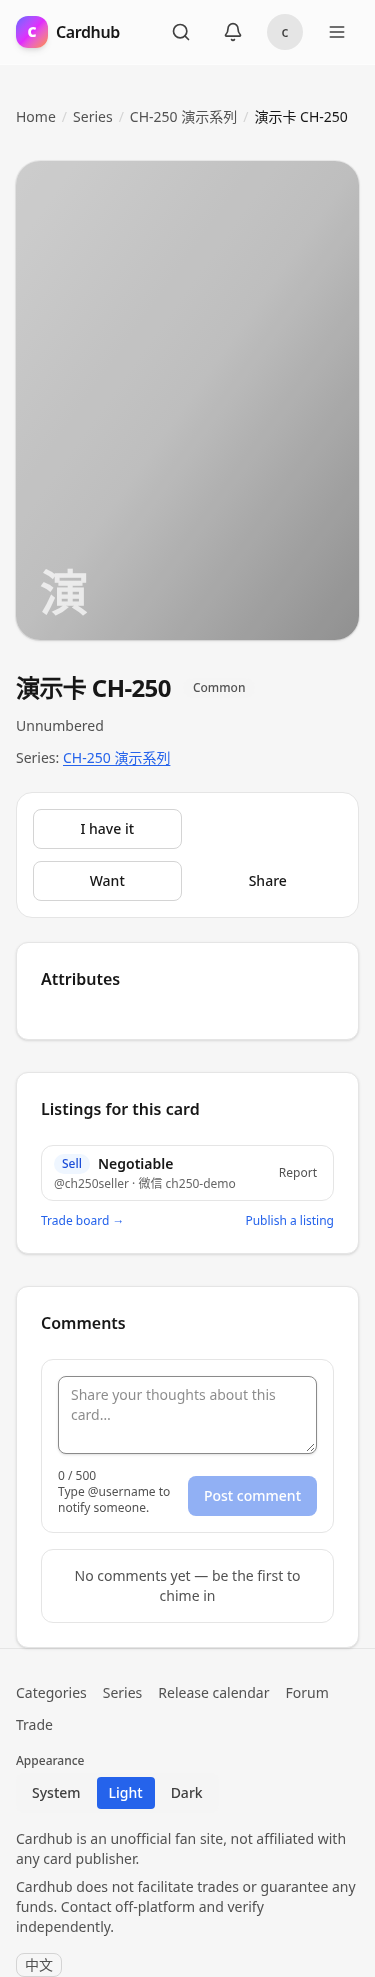 C Cardhub C
Home / Series / CH-250 演示系列 / 演示卡 CH-250
演
演示卡 CH-250 Common
Unnumbered
Series: CH-250 演示系列
I have it
Want Share
Attributes
Listings for this card
Sell Negotiable
@ch250seller · 微信 ch250-demo
Report
Trade board → Publish a listing
Comments
Share your thoughts about this
card…
0 / 500
Type @username to
notify someone.
Post comment
No comments yet — be the first to
chime in
Categories Series Release calendar Forum
Trade
Appearance
System Light Dark
Cardhub is an unofficial fan site, not affiliated with
any card publisher.
Cardhub does not facilitate trades or guarantee any
funds. Contact off-platform and verify
independently.
中文